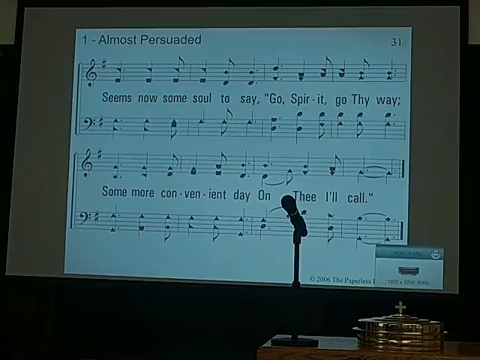 1 - Almost Persuaded
31
Seems now some soul to say, "Go, Spir-it, go Thy way;
Some more con-ven-ient day On Thee I'll call."
© 2006 The Paperless